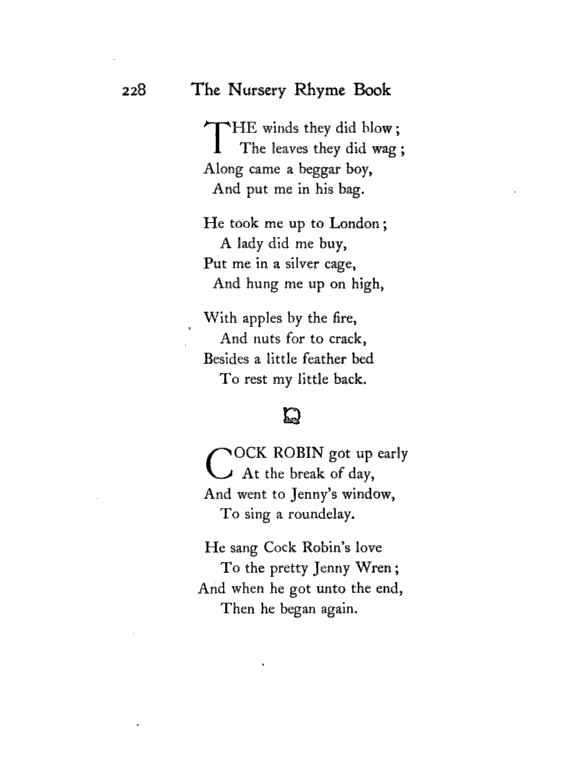 228 The Nursery Rhyme Book
THE winds they did blow;
The leaves they did wag;
Along came a beggar boy,
And put me in his bag.
He took me up to London;
A lady did me buy,
Put me in a silver cage,
And hung me up on high,
With apples by the fire,
And nuts for to crack,
Besides a little feather bed
To rest my little back.
COCK ROBIN got up early
At the break of day,
And went to Jenny's window,
To sing a roundelay.
He sang Cock Robin's love
To the pretty Jenny Wren;
And when he got unto the end,
Then he began again.